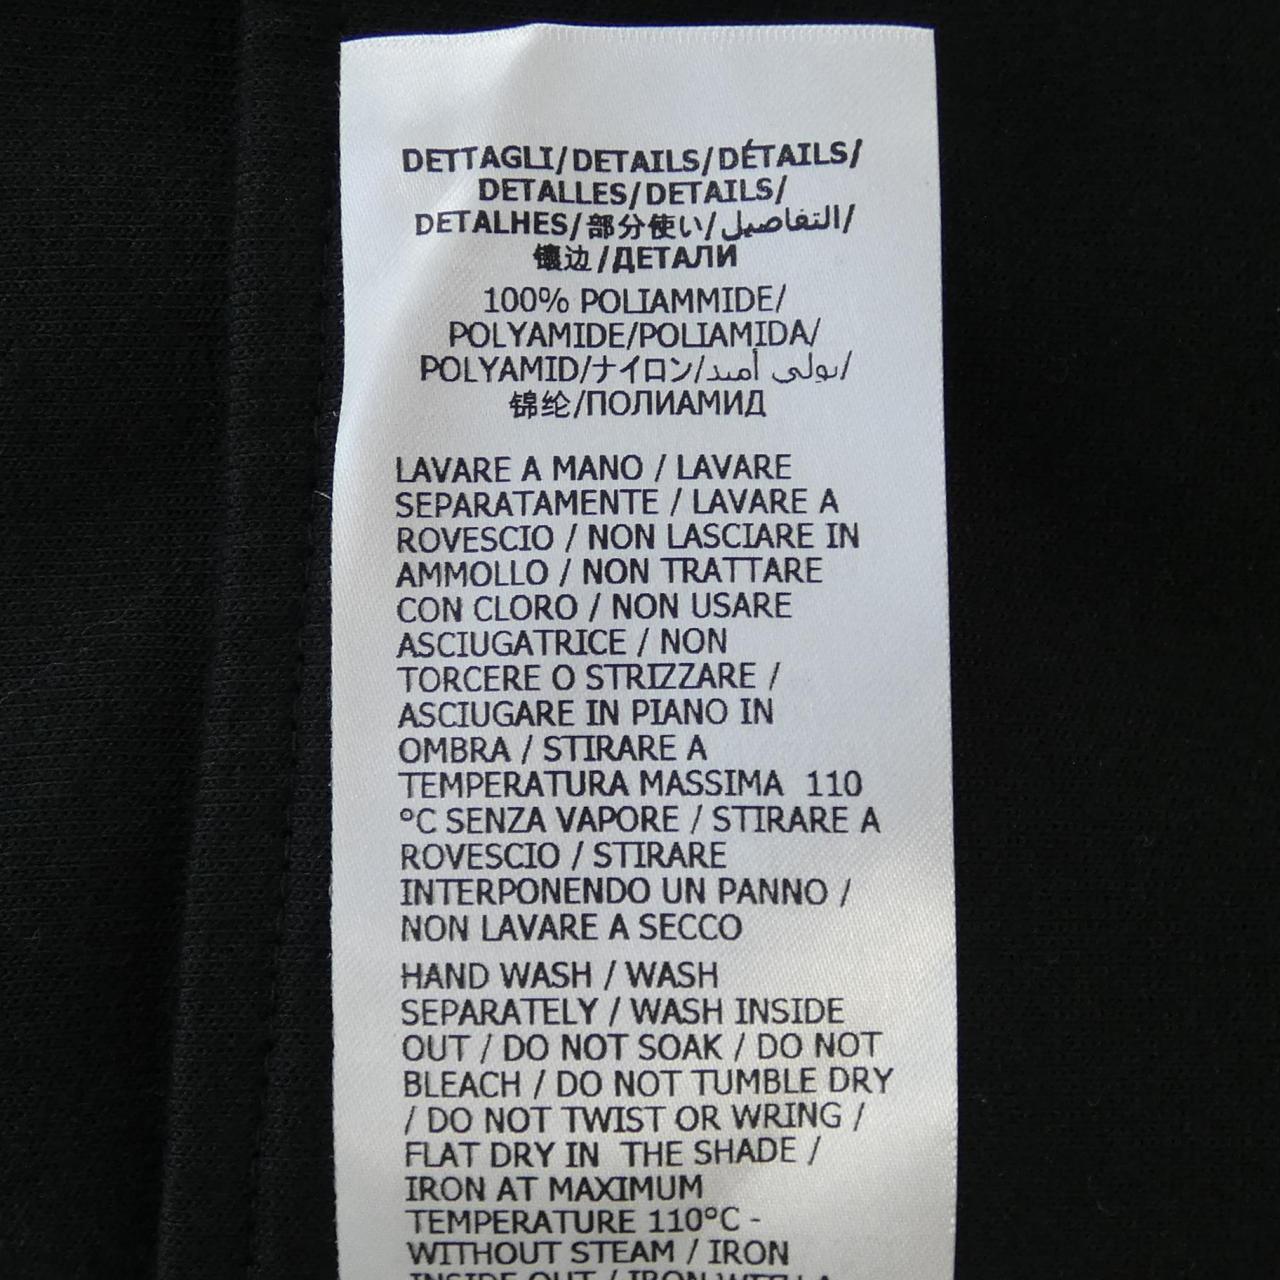 DETTAGLI/DETAILS/DÉTAILS/
DETALLES/DETAILS/
DETALHES/部分使い/التفاصيل/
镶边/ДЕТАЛИ
100% POLIAMMIDE/
POLYAMIDE/POLIAMIDA/
POLYAMID/ナイロン/بولي أميد/
锦纶/ПОЛИАМИД
LAVARE A MANO / LAVARE
SEPARATAMENTE / LAVARE A
ROVESCIO / NON LASCIARE IN
AMMOLLO / NON TRATTARE
CON CLORO / NON USARE
ASCIUGATRICE / NON
TORCERE O STRIZZARE /
ASCIUGARE IN PIANO IN
OMBRA / STIRARE A
TEMPERATURA MASSIMA 110
°C SENZA VAPORE / STIRARE A
ROVESCIO / STIRARE
INTERPONENDO UN PANNO /
NON LAVARE A SECCO
HAND WASH / WASH
SEPARATELY / WASH INSIDE
OUT / DO NOT SOAK / DO NOT
BLEACH / DO NOT TUMBLE DRY
/ DO NOT TWIST OR WRING /
FLAT DRY IN THE SHADE /
IRON AT MAXIMUM
TEMPERATURE 110°C -
WITHOUT STEAM / IRON
INSIDE OUT / IRON WITH A